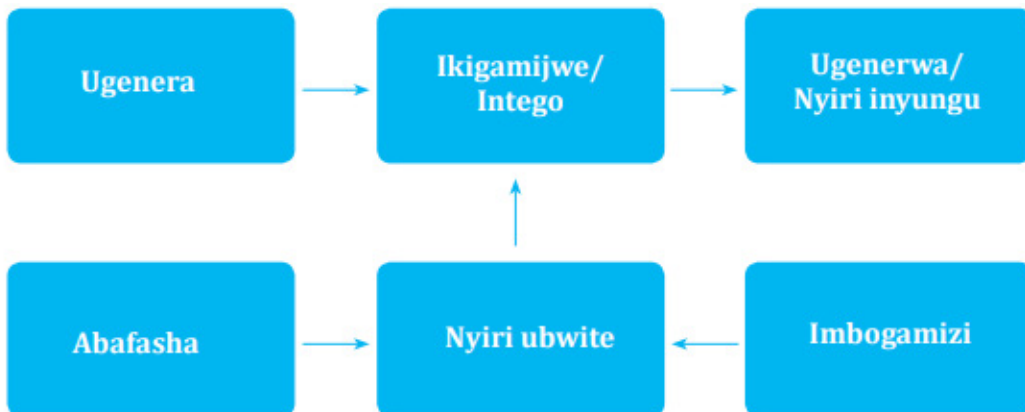 Ugenera
Ikigamijwe/
Intego
Ugenerwa/
Nyiri inyungu
Abafasha
Nyiri ubwite
Imbogamizi